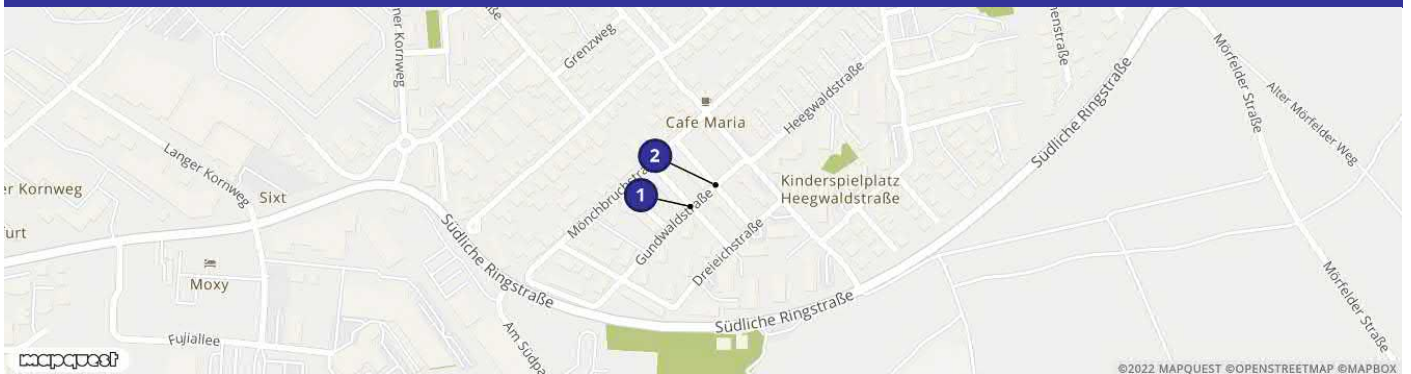 ner Kornweg
Grenzweg
Cafe Maria
Heegwaldstraße
nenstraße
Mörfelder Straße
Alter Mörfelder Weg
Südliche Ringstraße
Langer Kornweg
er Kornweg
Sixt
urt
2
1
Mönchbruchstra
Gundwaldstraße
Dreieichstraße
Kinderspielplatz
Heegwaldstraße
Südliche Ringstraße
Moxy
Fujiallee
Am Südpa
Südliche Ringstraße
Mörfelder Straße
mapquest
©2022 MAPQUEST ©OPENSTREETMAP ©MAPBOX